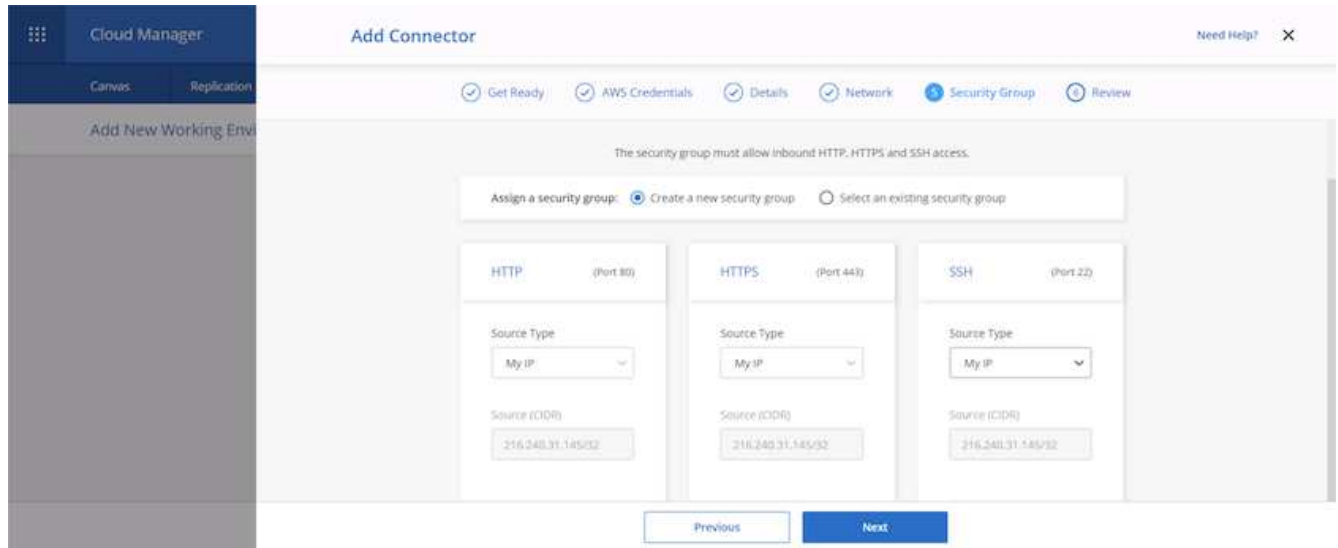 Cloud Manager
Add Connector
Need Help?
Canvas
Replication
Get Ready
AWS Credentials
Details
Network
5 Security Group
6 Review
Add New Working Envi
The security group must allow inbound HTTP, HTTPS and SSH access.
Assign a security group: Create a new security group Select an existing security group
HTTP (Port 80)
HTTPS (Port 443)
SSH (Port 22)
Source Type
Source Type
Source Type
My IP
My IP
My IP
Source (CIDR)
Source (CIDR)
Source (CIDR)
216.240.31.145/32
216.240.31.145/32
216.240.31.145/32
Previous
Next